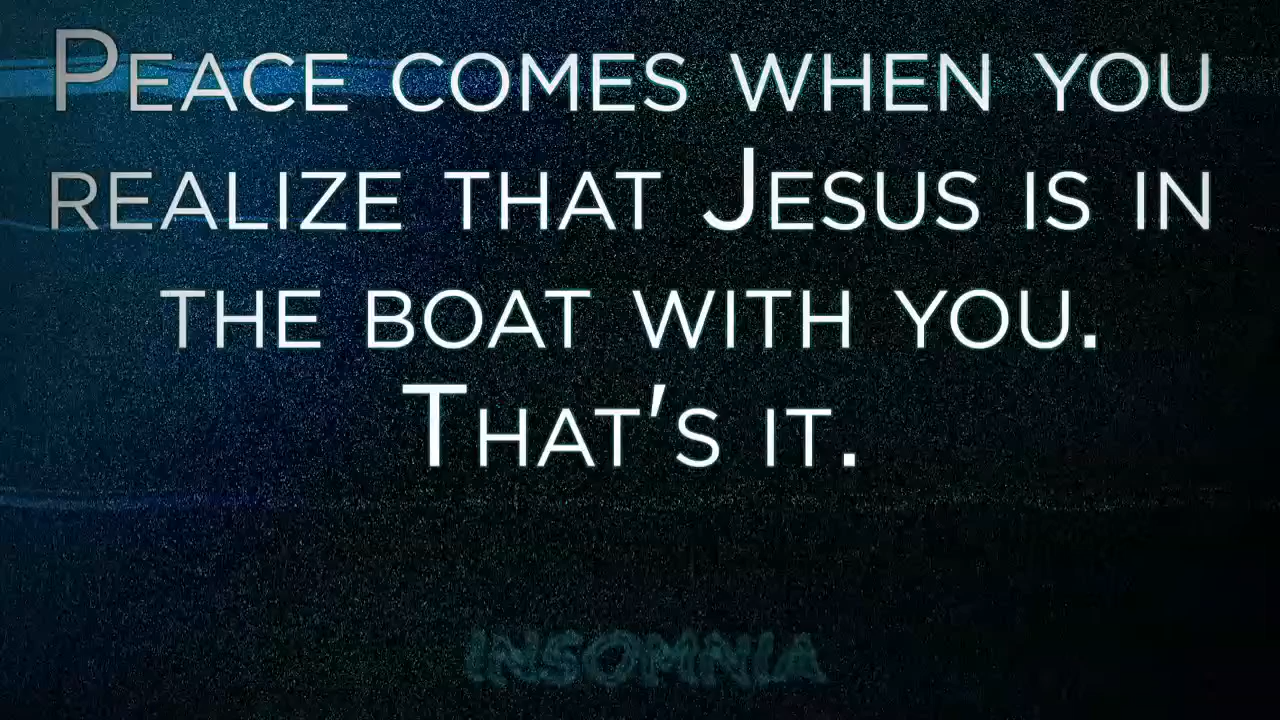 Peace comes when you
realize that Jesus is in
the boat with you.
That's it.
INSOMNIA